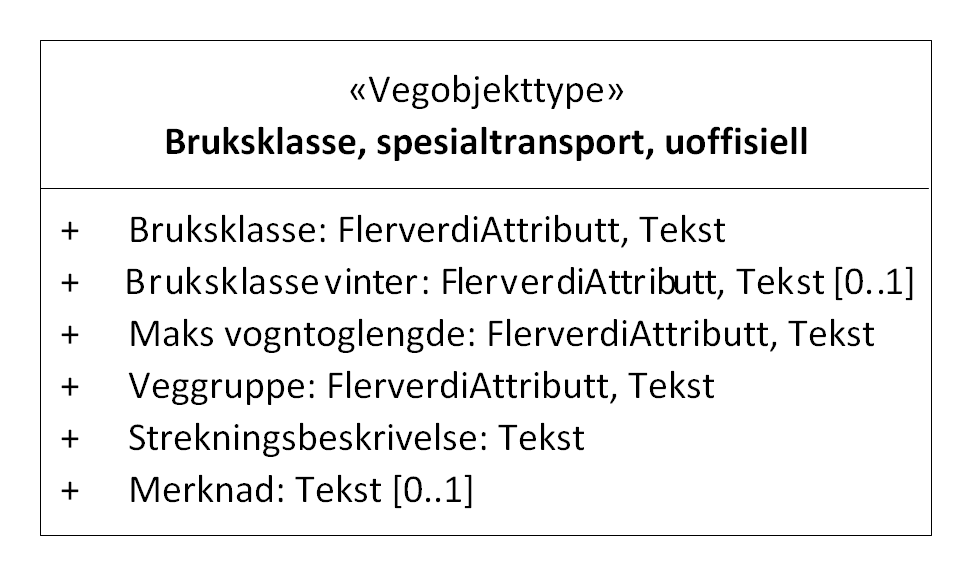 «Vegobjekttype»
Bruksklasse, spesialtransport, uoffisiell
+ Bruksklasse: FlerverdiAttributt, Tekst
+ Bruksklasse vinter: FlerverdiAttributt, Tekst [0..1]
+ Maks vogntoglengde: FlerverdiAttributt, Tekst
+ Veggruppe: FlerverdiAttributt, Tekst
+ Strekningsbeskrivelse: Tekst
+ Merknad: Tekst [0..1]